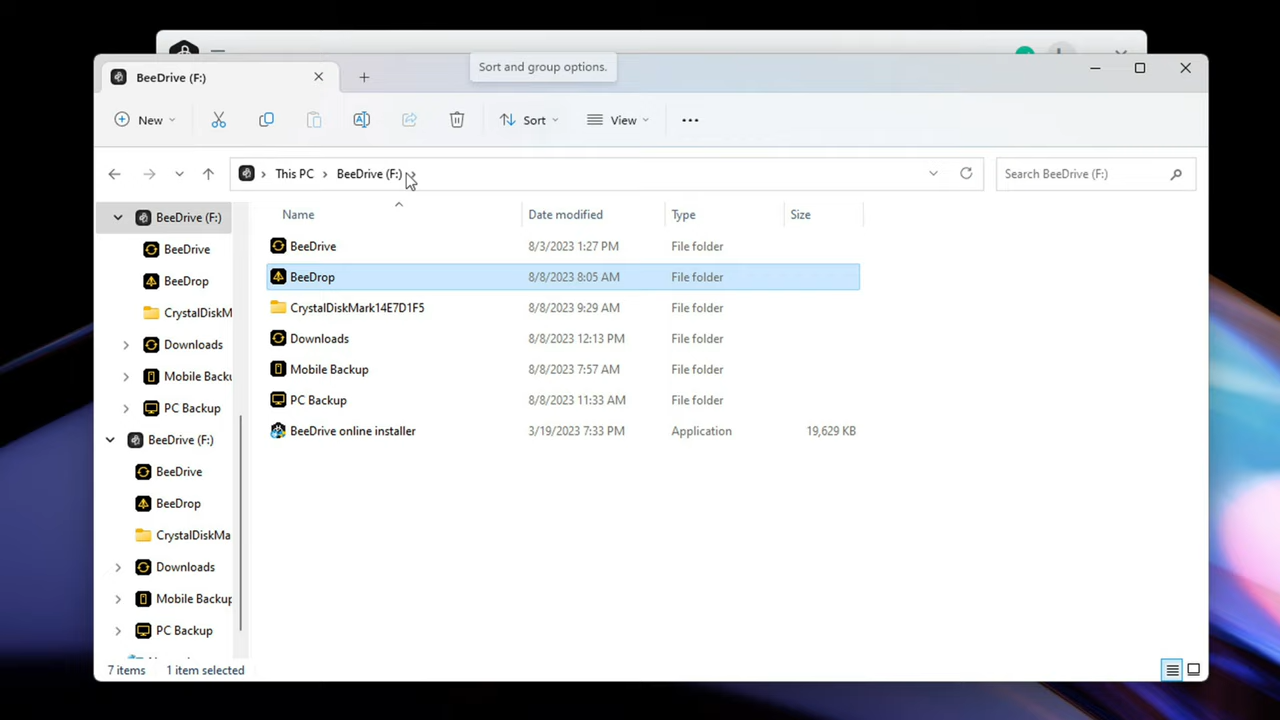 Sort and group options.
BeeDrive (F:)
New
Sort
View
This PC
BeeDrive (F:)
Search BeeDrive (F:)
Name
Date modified
Type
Size
BeeDrive
8/3/2023 1:27 PM
File folder
BeeDrop
8/8/2023 8:05 AM
File folder
CrystalDiskMark14E7D1F5
8/8/2023 9:29 AM
File folder
Downloads
8/8/2023 12:13 PM
File folder
Mobile Backup
8/8/2023 7:57 AM
File folder
PC Backup
8/8/2023 11:33 AM
File folder
BeeDrive online installer
3/19/2023 7:33 PM
Application
19,629 KB
BeeDrive (F:)
BeeDrive
BeeDrop
CrystalDiskM
Downloads
Mobile Backu
PC Backup
BeeDrive (F:)
BeeDrive
BeeDrop
CrystalDiskMa
Downloads
Mobile Backup
PC Backup
7 items
1 item selected